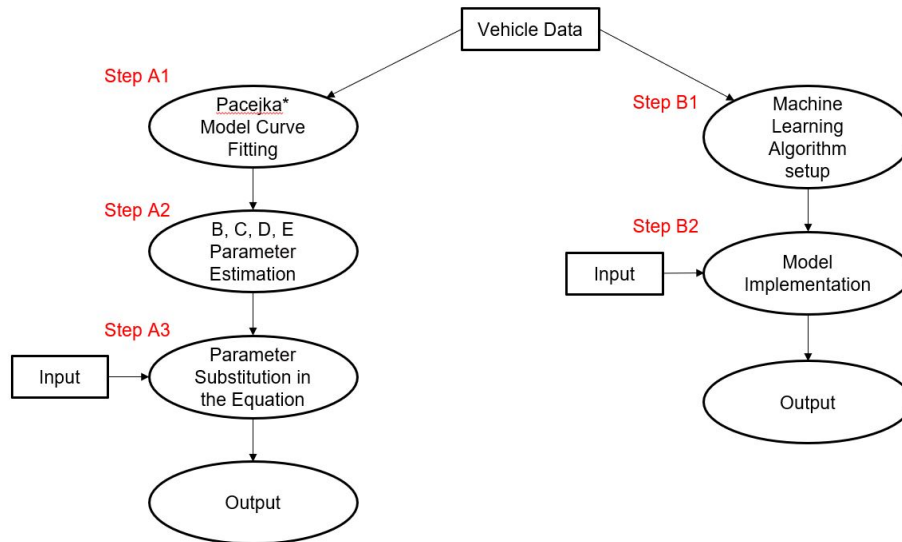 Vehicle Data
Step A1
Pacejka*
Model Curve
Fitting
Step A2
B, C, D, E
Parameter
Estimation
Step A3
Input
Parameter
Substitution in
the Equation
Output
Step B1
Machine
Learning
Algorithm
setup
Step B2
Input
Model
Implementation
Output